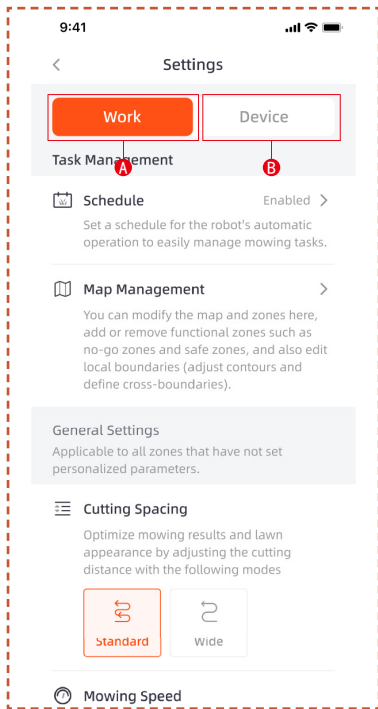 9:41
Settings
Work
Device
A
B
Task Management
Schedule
Enabled
Set a schedule for the robot's automatic
operation to easily manage mowing tasks.
Map Management
You can modify the map and zones here,
add or remove functional zones such as
no-go zones and safe zones, and also edit
local boundaries (adjust contours and
define cross-boundaries).
General Settings
Applicable to all zones that have not set
personalized parameters.
Cutting Spacing
Optimize mowing results and lawn
appearance by adjusting the cutting
distance with the following modes
Standard
Wide
Mowing Speed